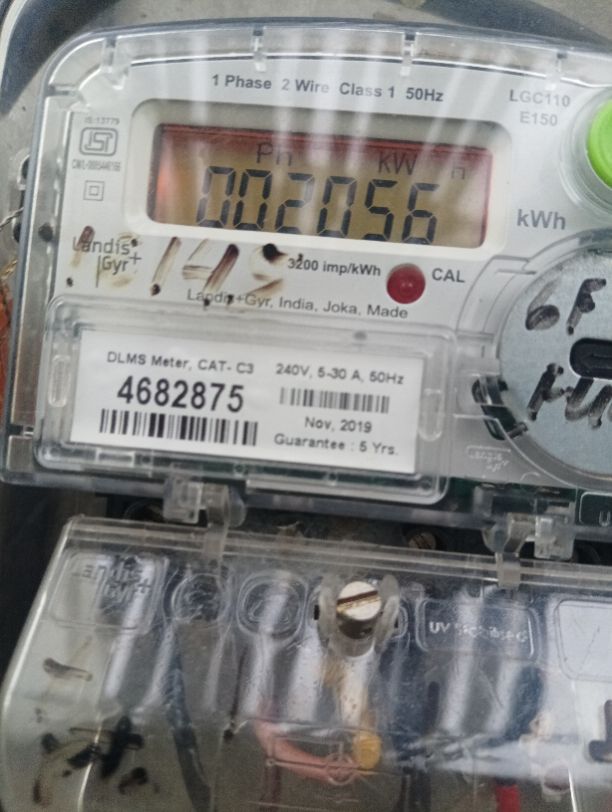 1 Phase 2 Wire Class 1 50Hz
LGC110
E150
IS:13779
Ph kW h
002056
kWh
Landis
Gyr+
3200 imp/kWh
CAL
Landis+Gyr, India, Joka, Made
DLMS Meter, CAT- C3
240V, 5-30 A, 50Hz
4682875
Nov, 2019
Guarantee : 5 Yrs.